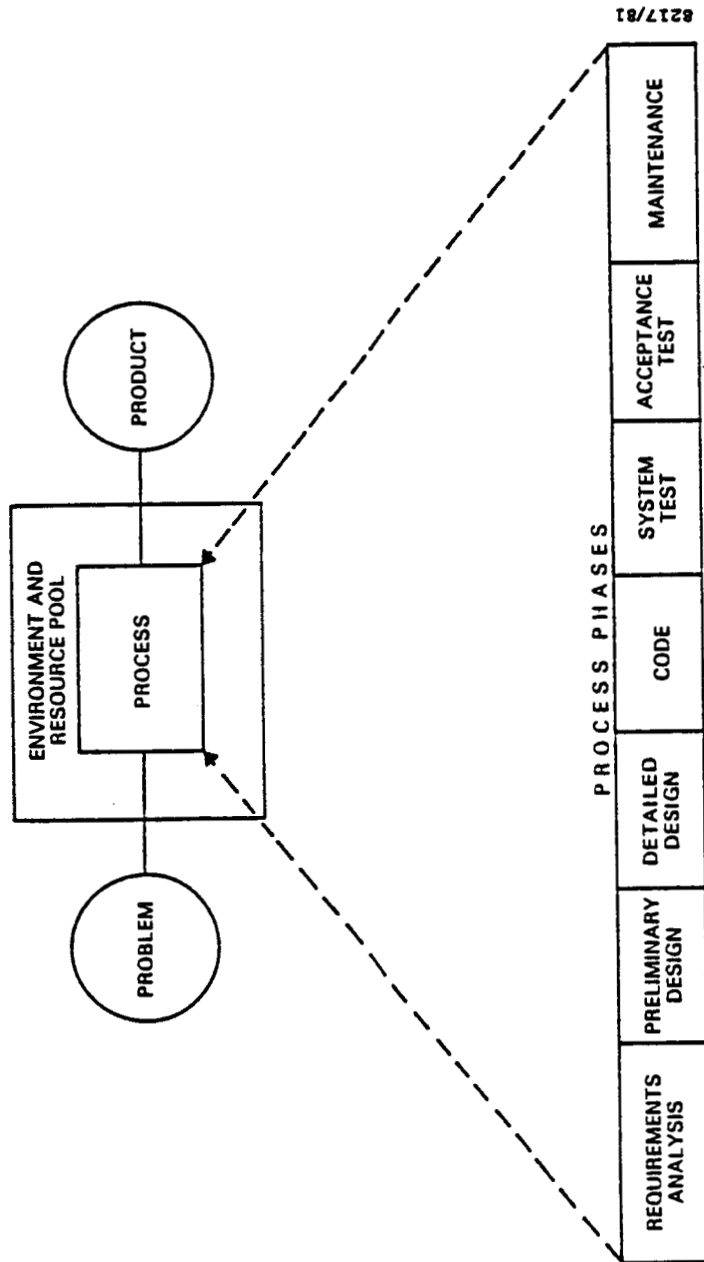 ENVIRONMENT AND
RESOURCE POOL
PROBLEM
PROCESS
PRODUCT
PROCESS PHASES
REQUIREMENTS
ANALYSIS
PRELIMINARY
DESIGN
DETAILED
DESIGN
CODE
SYSTEM
TEST
ACCEPTANCE
TEST
MAINTENANCE
8217/81